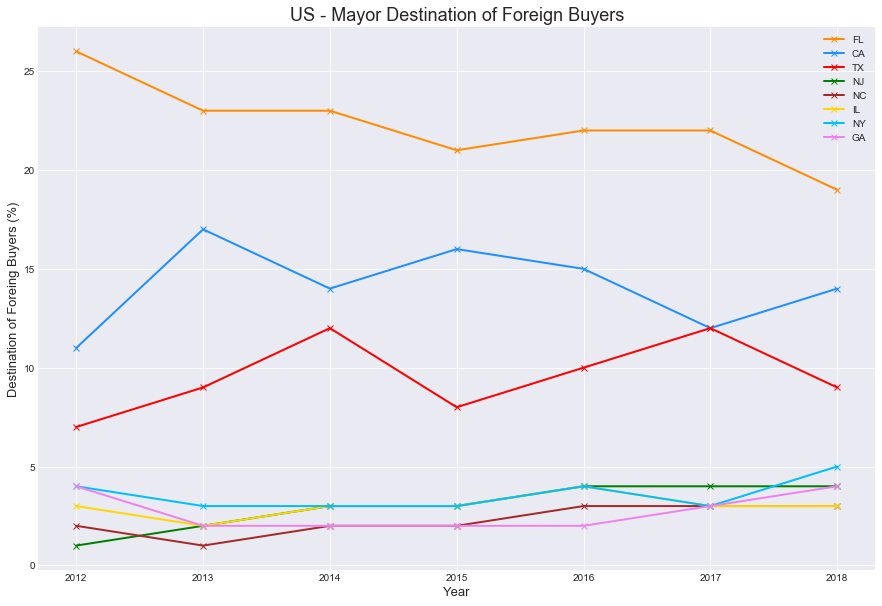 US - Mayor Destination of Foreign Buyers
FL
CA
TX
NJ
NC
IL
NY
GA
Destination of Foreing Buyers (%)
25
20
15
10
5
0
2012 2013 2014 2015 2016 2017 2018
Year